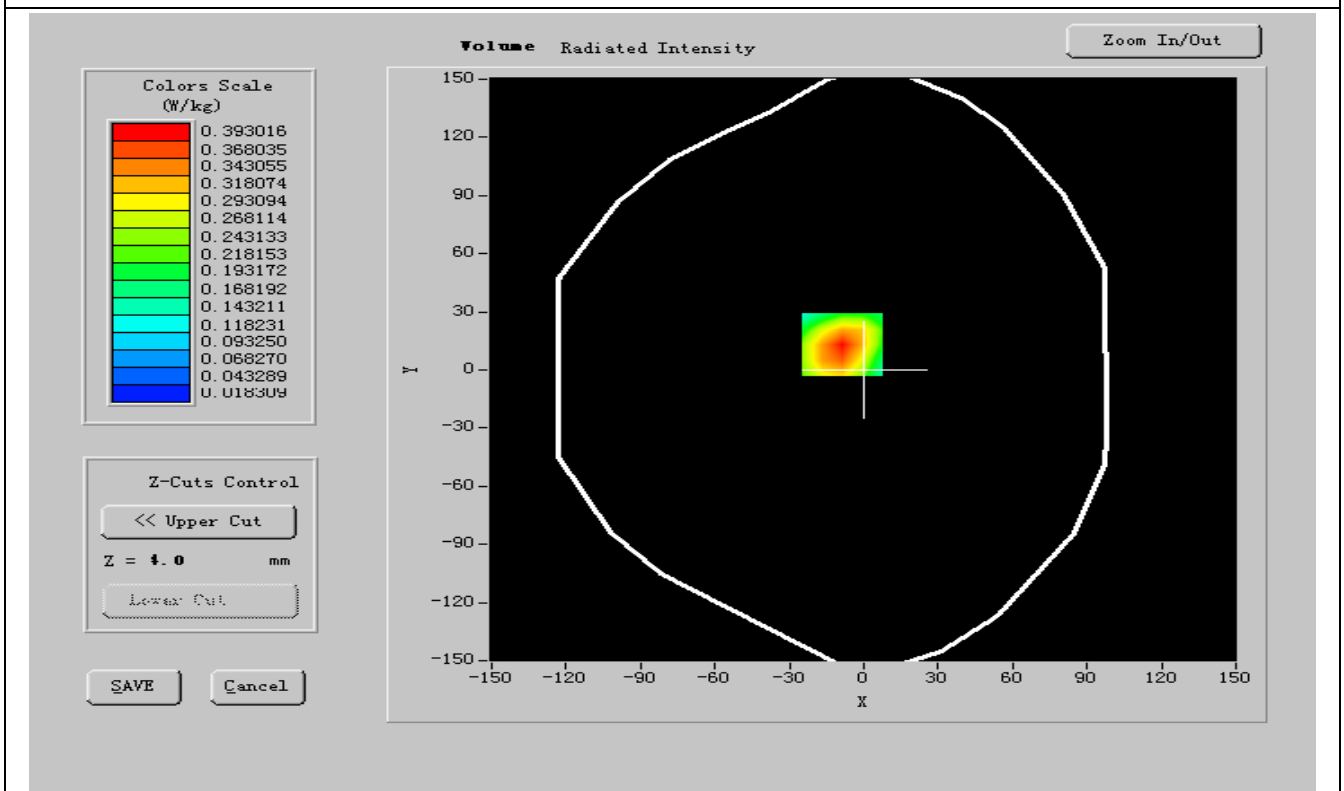 Volume Radiated Intensity
Zoom In/Out
Colors Scale
(W/kg)
0.393016
0.368035
0.343055
0.318074
0.293094
0.268114
0.243133
0.218153
0.193172
0.168192
0.143211
0.118231
0.093250
0.068270
0.043289
0.018309
Z-Cuts Control
<< Upper Cut
Z = 4.0 mm
Lower Cut
SAVE
Cancel
150
120
90
60
30
0
-30
-60
-90
-120
-150
Y
-150 -120 -90 -60 -30 0 30 60 90 120 150
X